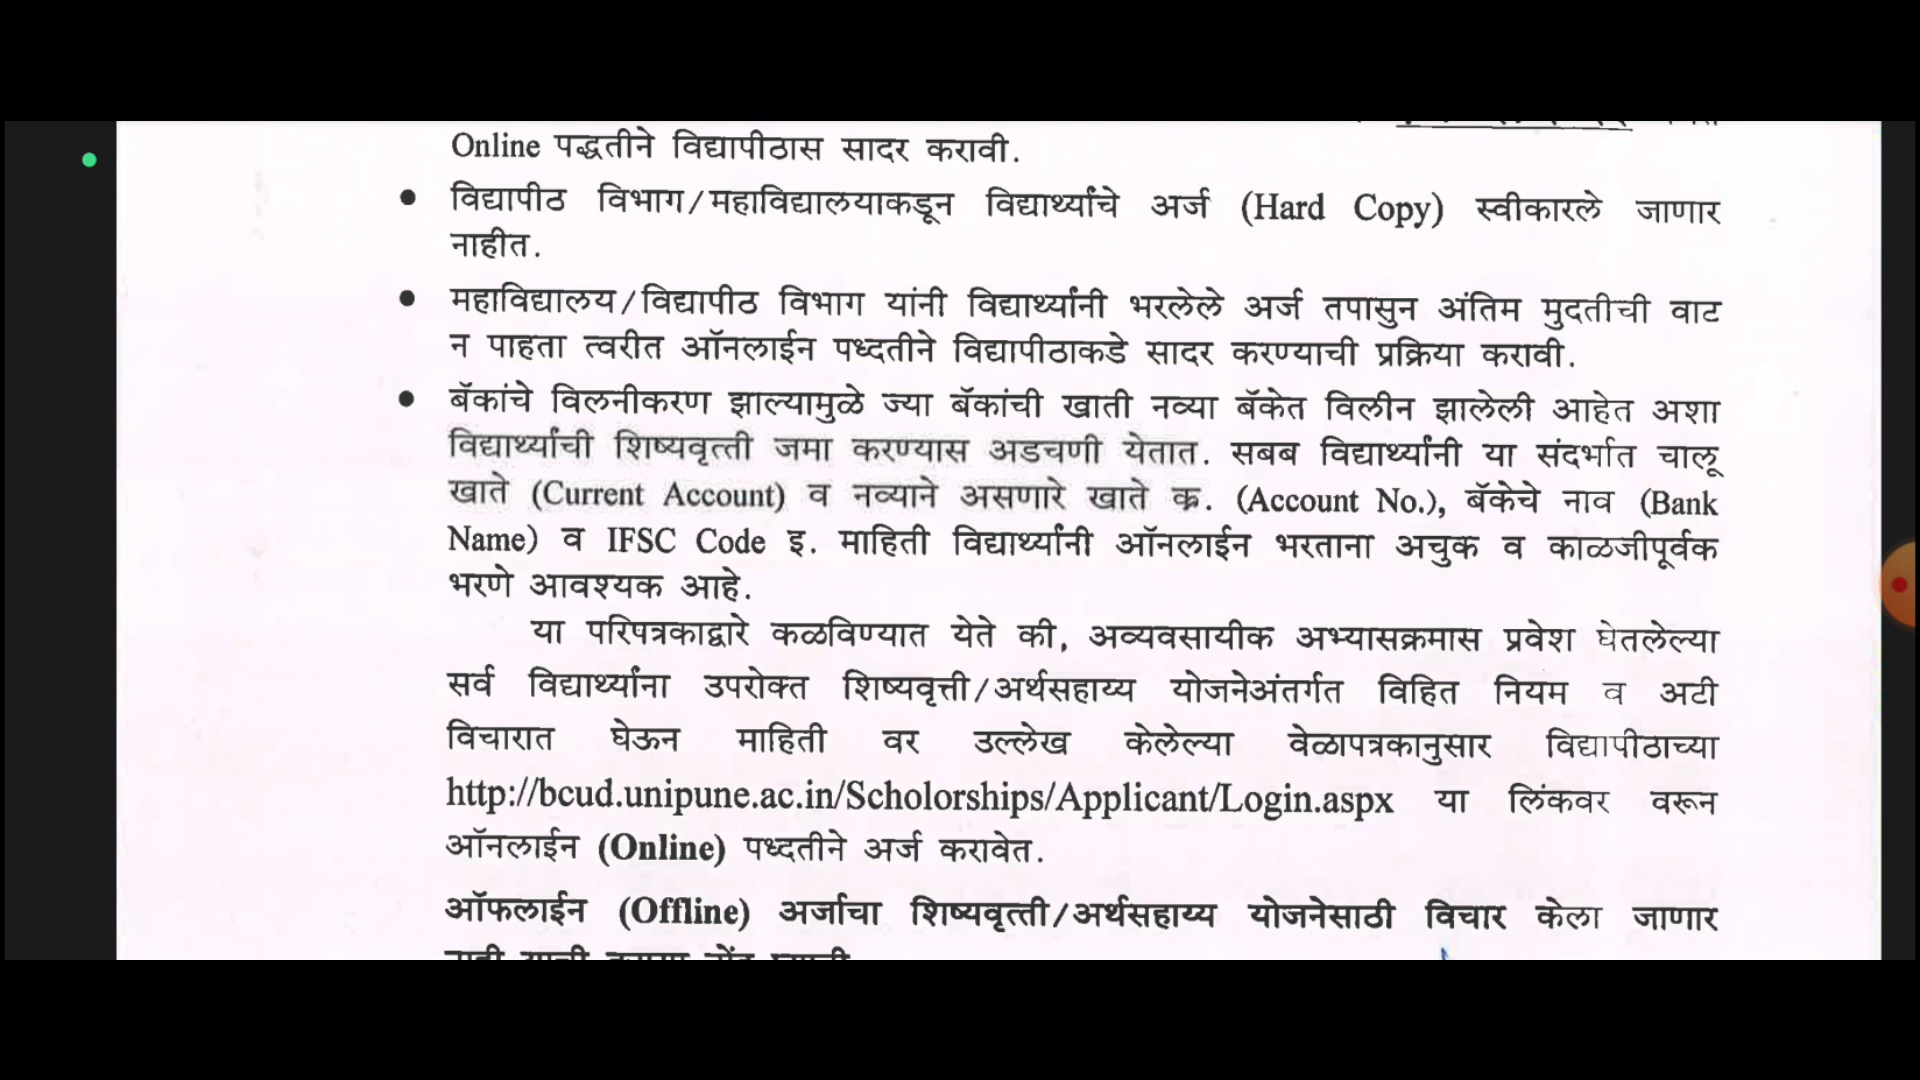 Online पद्धतीने विद्यापीठास सादर करावी.
• विद्यापीठ विभाग/महाविद्यालयाकडून विद्यार्थ्यांचे अर्ज (Hard Copy) स्वीकारले जाणार
नाहीत.
• महाविद्यालय/विद्यापीठ विभाग यांनी विद्यार्थ्यांनी भरलेले अर्ज तपासुन अंतिम मुदतीची वाट
न पाहता त्वरीत ऑनलाईन पध्दतीने विद्यापीठाकडे सादर करण्याची प्रक्रिया करावी.
• बॅकांचे विलनीकरण झाल्यामुळे ज्या बॅकांची खाती नव्या बॅकेत विलीन झालेली आहेत अशा
विद्यार्थ्यांची शिष्यवृत्ती जमा करण्यास अडचणी येतात. सबब विद्यार्थ्यांनी या संदर्भात चालू
खाते (Current Account) व नव्याने असणारे खाते क्र. (Account No.), बॅकेचे नाव (Bank
Name) व IFSC Code इ. माहिती विद्यार्थ्यांनी ऑनलाईन भरताना अचुक व काळजीपूर्वक
भरणे आवश्यक आहे.
या परिपत्रकाद्वारे कळविण्यात येते की, अव्यवसायीक अभ्यासक्रमास प्रवेश घेतलेल्या
सर्व विद्यार्थ्यांना उपरोक्त शिष्यवृत्ती/अर्थसहाय्य योजनेअंतर्गत विहित नियम व अटी
विचारात घेऊन माहिती वर उल्लेख केलेल्या वेळापत्रकानुसार विद्यापीठाच्या
http://bcud.unipune.ac.in/Scholorships/Applicant/Login.aspx या लिंकवर वरून
ऑनलाईन (Online) पध्दतीने अर्ज करावेत.
ऑफलाईन (Offline) अर्जाचा शिष्यवृत्ती/अर्थसहाय्य योजनेसाठी विचार केला जाणार